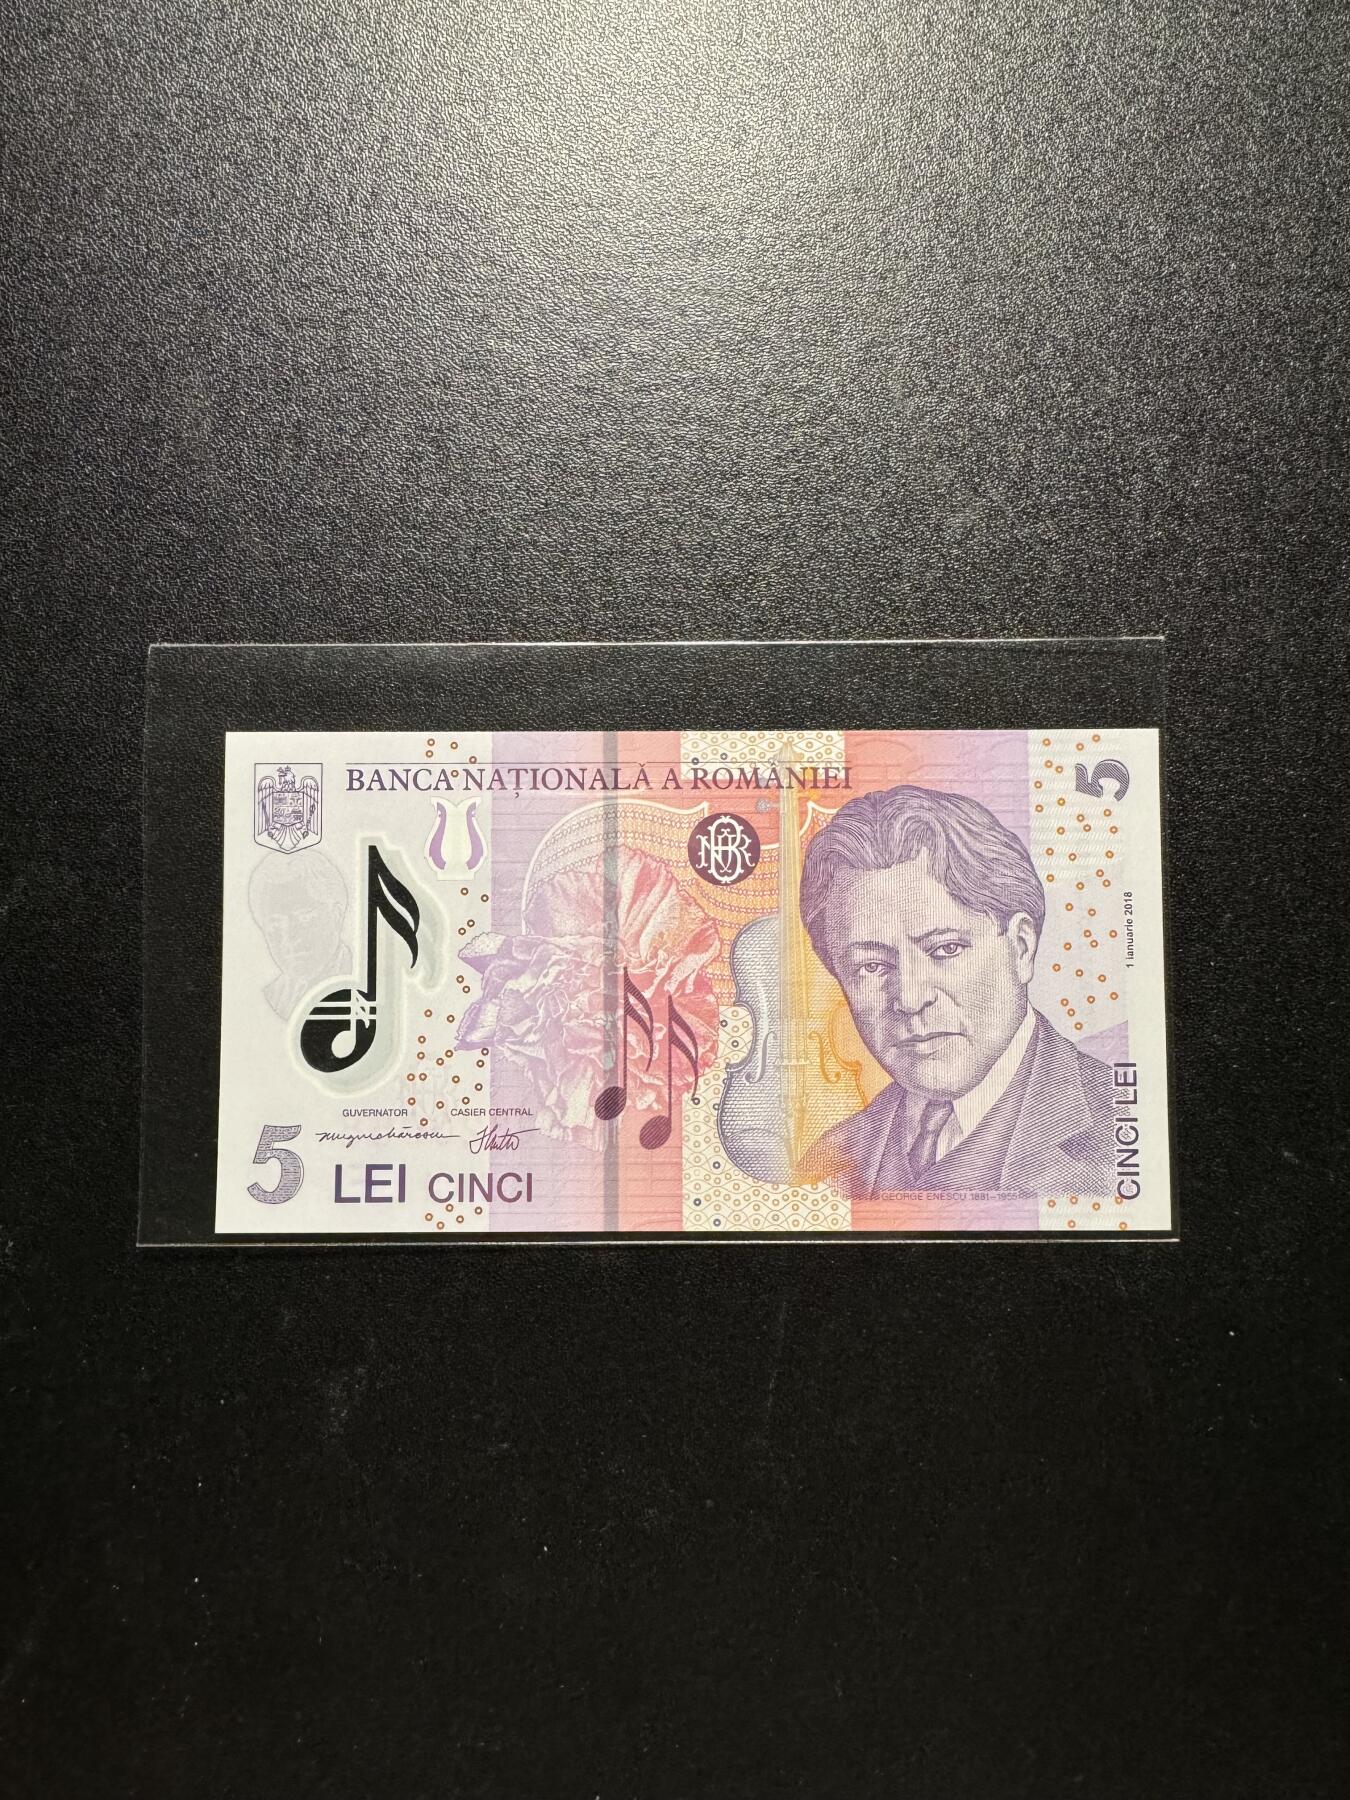 BANCA NAȚIONALĂ A ROMÂNIEI
5
NBR
1 ianuarie 2018
GUVERNATOR CASIER CENTRAL
5 LEI CINCI
CINCI LEI
GEORGE ENESCU 1881–1955